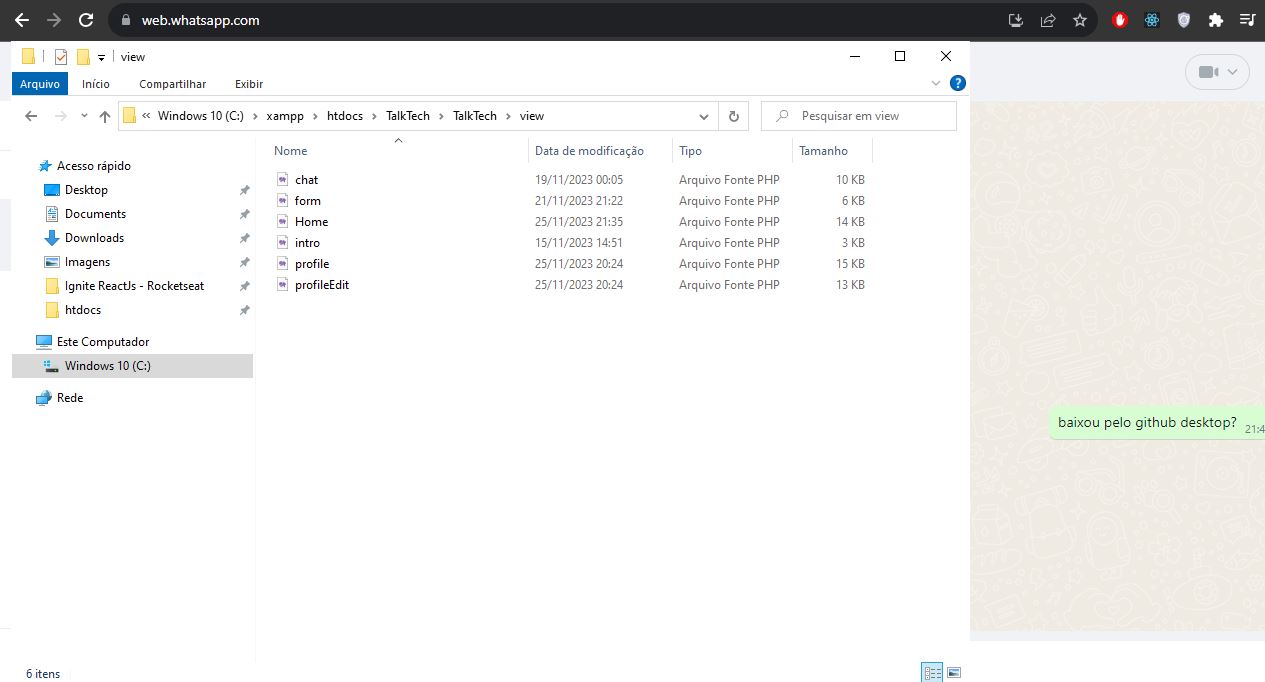 web.whatsapp.com
view
Arquivo Início Compartilhar Exibir
« Windows 10 (C:) > xampp > htdocs > TalkTech > TalkTech > view Pesquisar em view
Nome Data de modificação Tipo Tamanho
Acesso rápido
Desktop
Documents
Downloads
Imagens
Ignite ReactJs - Rocketseat
htdocs
Este Computador
Windows 10 (C:)
Rede
chat 19/11/2023 00:05 Arquivo Fonte PHP 10 KB
form 21/11/2023 21:22 Arquivo Fonte PHP 6 KB
Home 25/11/2023 21:35 Arquivo Fonte PHP 14 KB
intro 15/11/2023 14:51 Arquivo Fonte PHP 3 KB
profile 25/11/2023 20:24 Arquivo Fonte PHP 15 KB
profileEdit 25/11/2023 20:24 Arquivo Fonte PHP 13 KB
baixou pelo github desktop? 21:4
6 itens